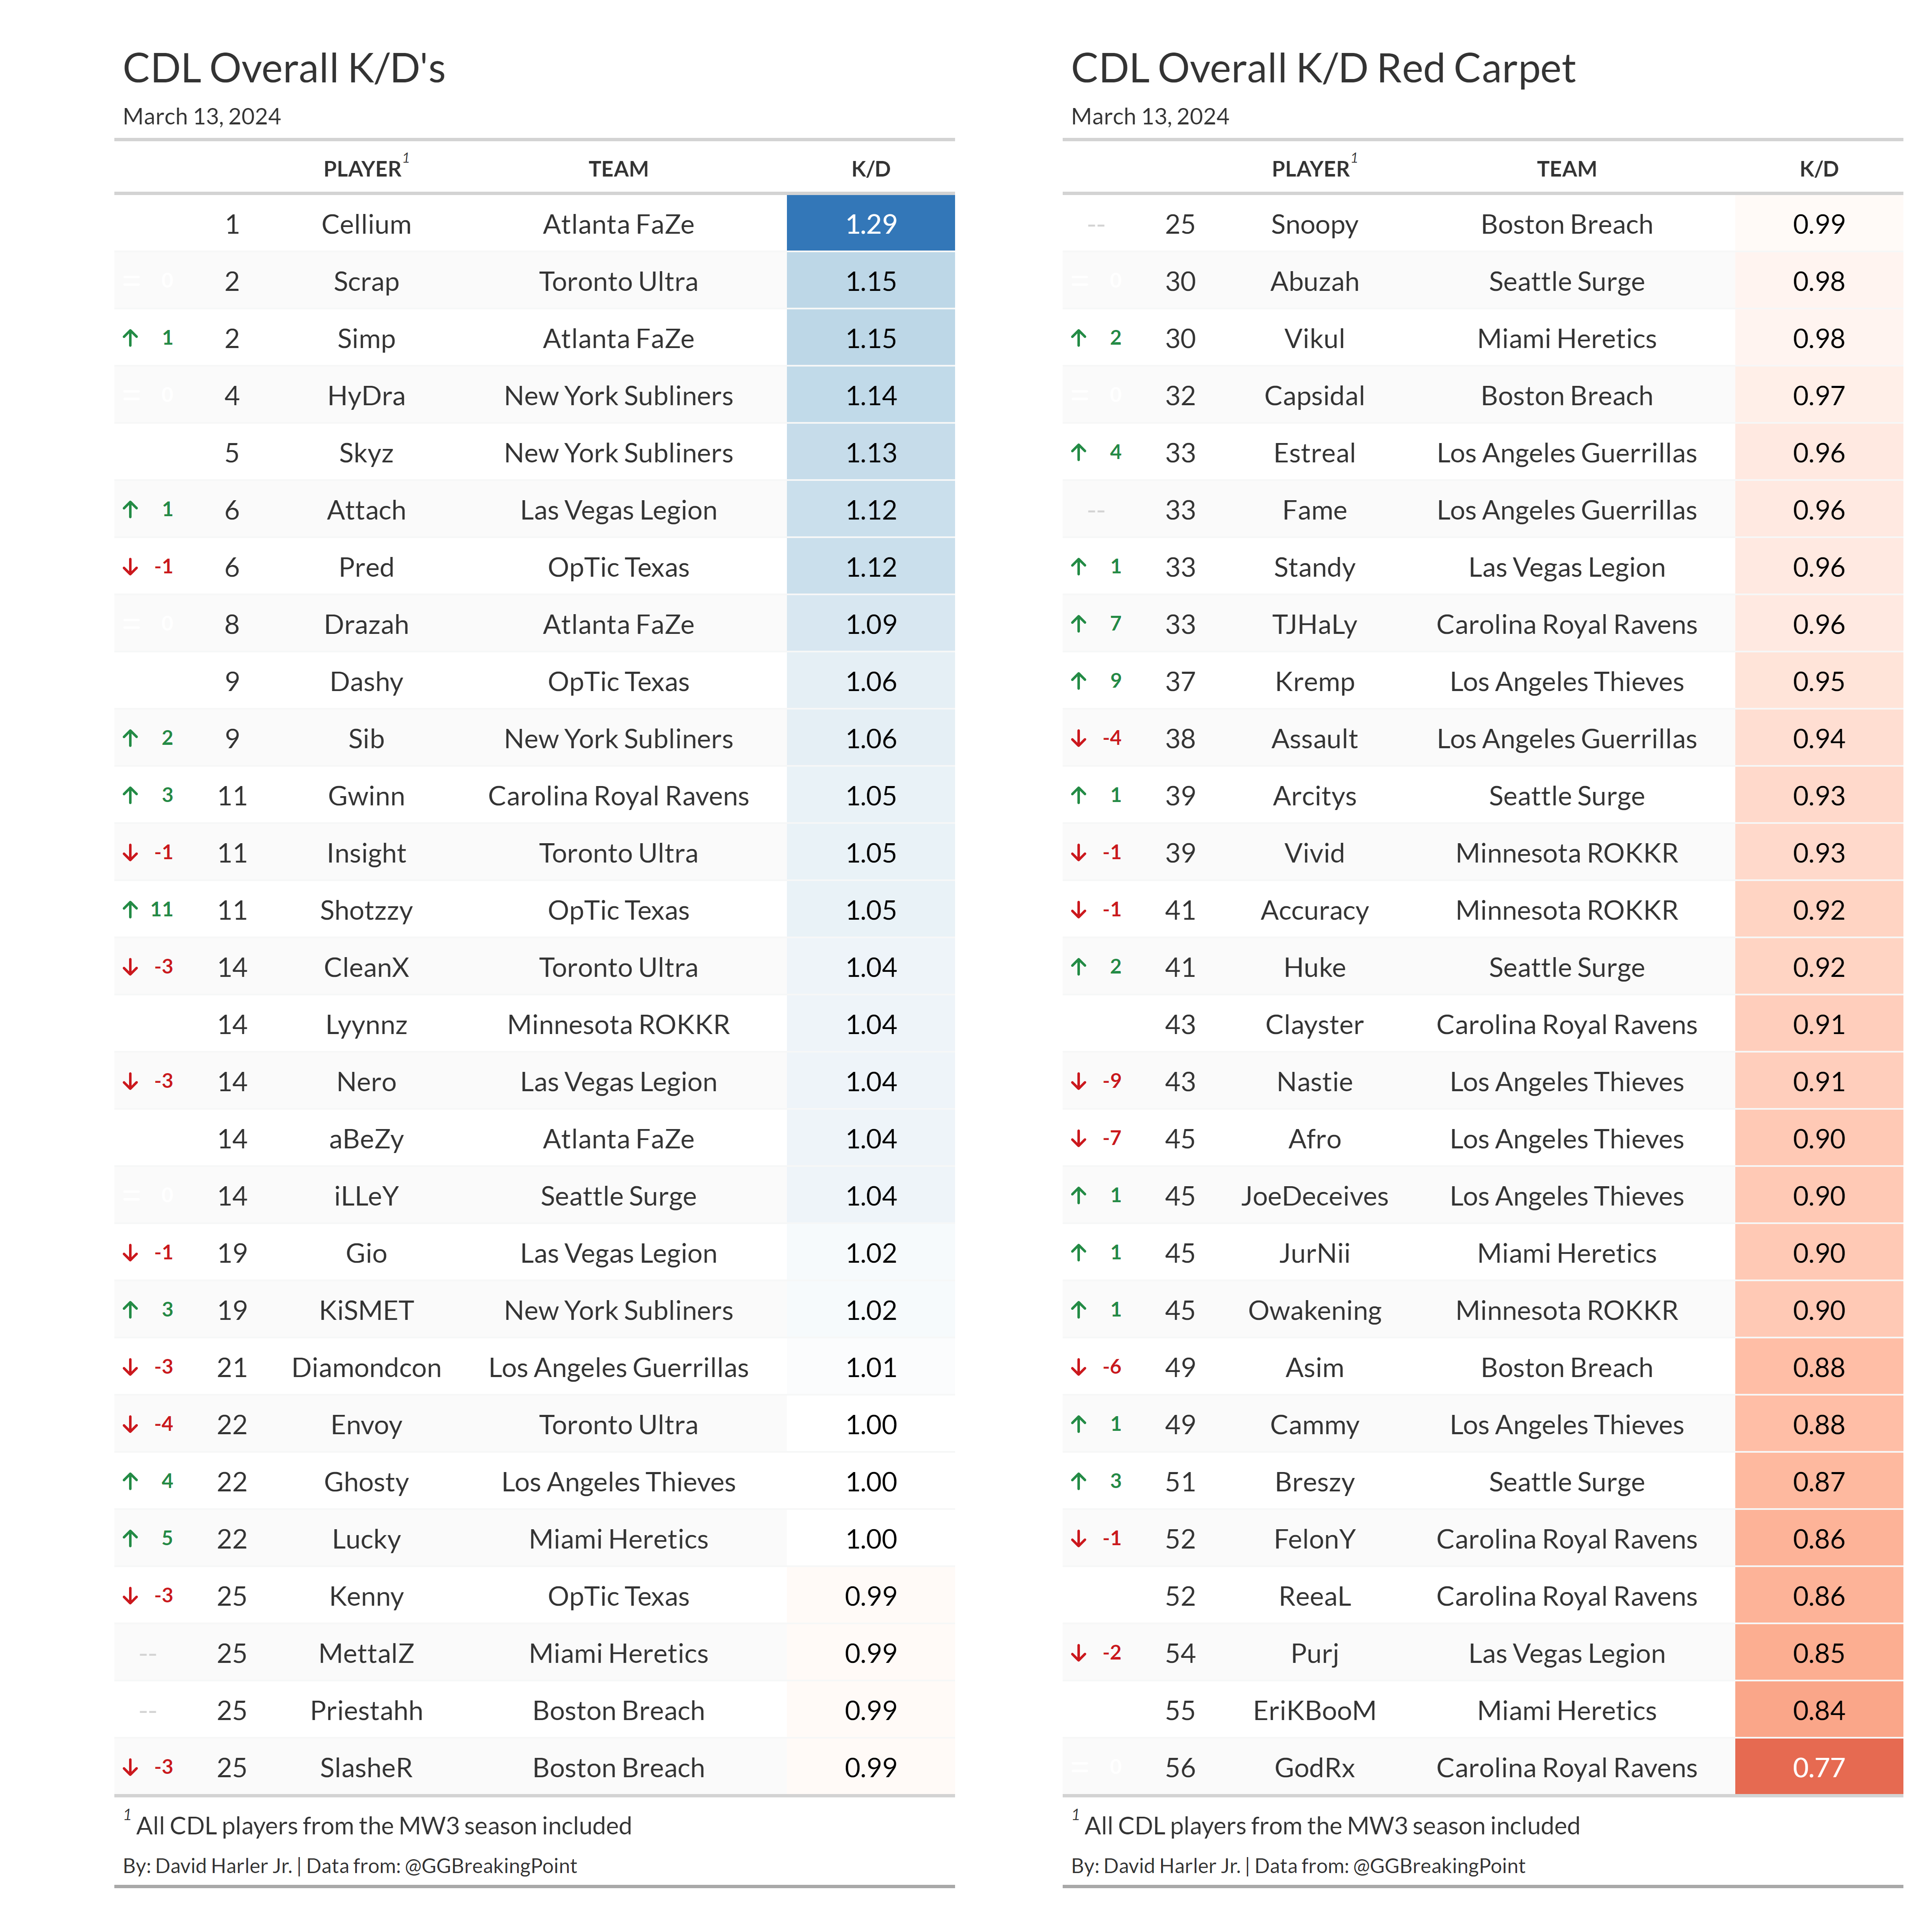 CDL Overall K/D's
March 13, 2024
PLAYER1 TEAM K/D
1 Cellium Atlanta FaZe 1.29
= 0 2 Scrap Toronto Ultra 1.15
↑ 1 2 Simp Atlanta FaZe 1.15
= 0 4 HyDra New York Subliners 1.14
5 Skyz New York Subliners 1.13
↑ 1 6 Attach Las Vegas Legion 1.12
↓ -1 6 Pred OpTic Texas 1.12
= 0 8 Drazah Atlanta FaZe 1.09
9 Dashy OpTic Texas 1.06
↑ 2 9 Sib New York Subliners 1.06
↑ 3 11 Gwinn Carolina Royal Ravens 1.05
↓ -1 11 Insight Toronto Ultra 1.05
↑ 11 11 Shotzzy OpTic Texas 1.05
↓ -3 14 CleanX Toronto Ultra 1.04
14 Lyynnz Minnesota ROKKR 1.04
↓ -3 14 Nero Las Vegas Legion 1.04
14 aBeZy Atlanta FaZe 1.04
= 0 14 iLLeY Seattle Surge 1.04
↓ -1 19 Gio Las Vegas Legion 1.02
↑ 3 19 KiSMET New York Subliners 1.02
↓ -3 21 Diamondcon Los Angeles Guerrillas 1.01
↓ -4 22 Envoy Toronto Ultra 1.00
↑ 4 22 Ghosty Los Angeles Thieves 1.00
↑ 5 22 Lucky Miami Heretics 1.00
↓ -3 25 Kenny OpTic Texas 0.99
-- 25 MettalZ Miami Heretics 0.99
-- 25 Priestahh Boston Breach 0.99
↓ -3 25 SlasheR Boston Breach 0.99
1 All CDL players from the MW3 season included
By: David Harler Jr. | Data from: @GGBreakingPoint
CDL Overall K/D Red Carpet
March 13, 2024
PLAYER1 TEAM K/D
-- 25 Snoopy Boston Breach 0.99
= 0 30 Abuzah Seattle Surge 0.98
↑ 2 30 Vikul Miami Heretics 0.98
= 0 32 Capsidal Boston Breach 0.97
↑ 4 33 Estreal Los Angeles Guerrillas 0.96
-- 33 Fame Los Angeles Guerrillas 0.96
↑ 1 33 Standy Las Vegas Legion 0.96
↑ 7 33 TJHaLy Carolina Royal Ravens 0.96
↑ 9 37 Kremp Los Angeles Thieves 0.95
↓ -4 38 Assault Los Angeles Guerrillas 0.94
↑ 1 39 Arcitys Seattle Surge 0.93
↓ -1 39 Vivid Minnesota ROKKR 0.93
↓ -1 41 Accuracy Minnesota ROKKR 0.92
↑ 2 41 Huke Seattle Surge 0.92
43 Clayster Carolina Royal Ravens 0.91
↓ -9 43 Nastie Los Angeles Thieves 0.91
↓ -7 45 Afro Los Angeles Thieves 0.90
↑ 1 45 JoeDeceives Los Angeles Thieves 0.90
↑ 1 45 JurNii Miami Heretics 0.90
↑ 1 45 Owakening Minnesota ROKKR 0.90
↓ -6 49 Asim Boston Breach 0.88
↑ 1 49 Cammy Los Angeles Thieves 0.88
↑ 3 51 Breszy Seattle Surge 0.87
↓ -1 52 FelonY Carolina Royal Ravens 0.86
52 ReeaL Carolina Royal Ravens 0.86
↓ -2 54 Purj Las Vegas Legion 0.85
55 EriKBooM Miami Heretics 0.84
= 0 56 GodRx Carolina Royal Ravens 0.77
1 All CDL players from the MW3 season included
By: David Harler Jr. | Data from: @GGBreakingPoint